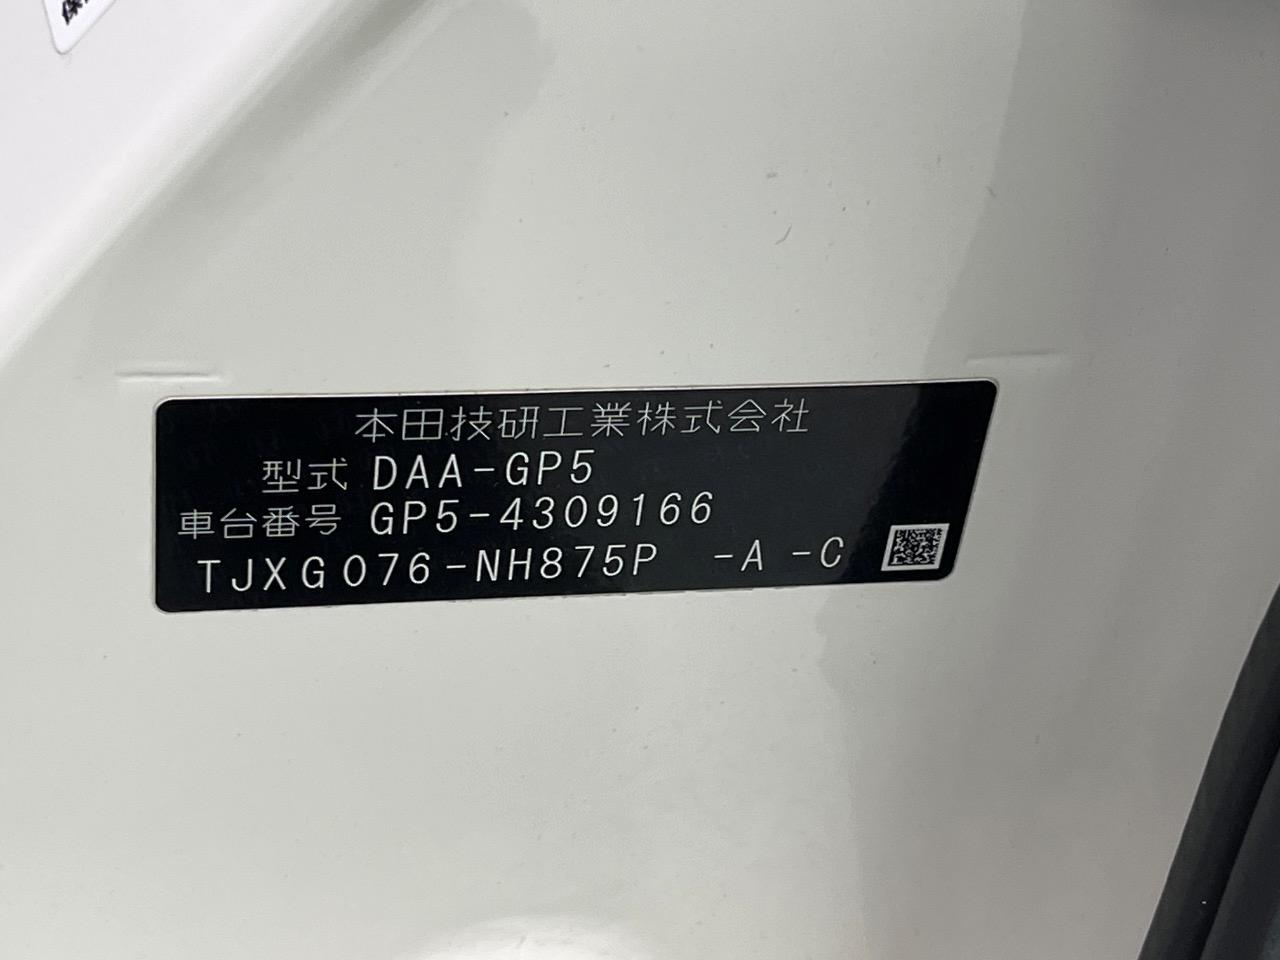 本田技研工業株式会社
型式 DAA-GP5
車台番号 GP5-4309166
TJXG076-NH875P -A -C